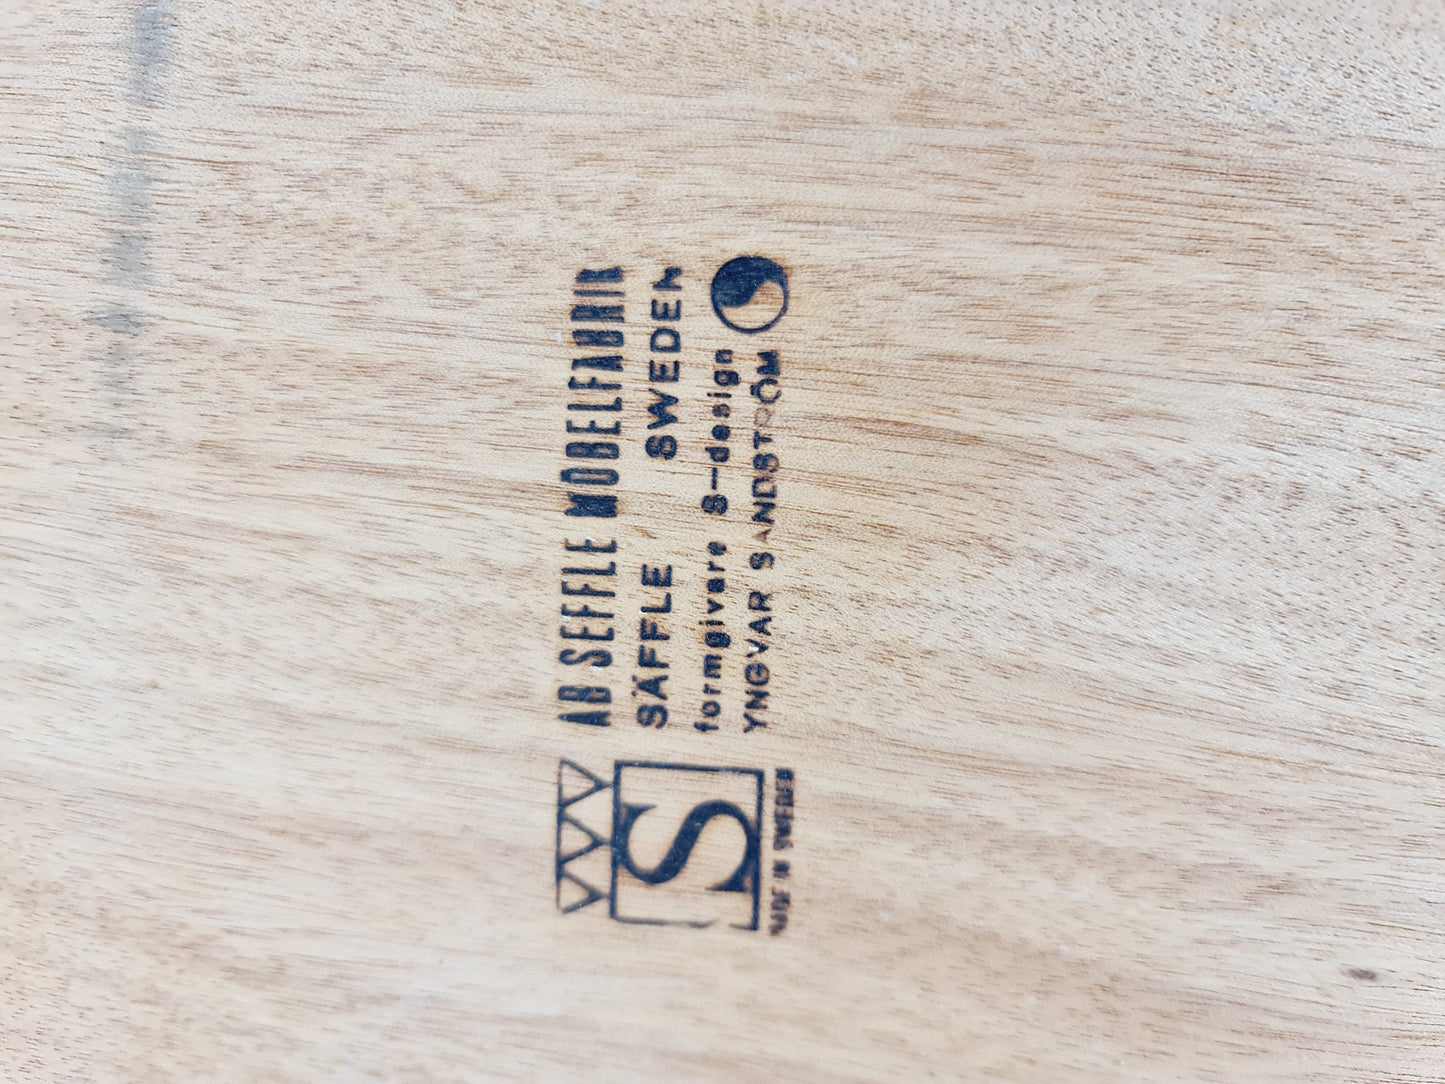 AB SEFFLE MÖBELFABRIK
SÄFFLE SWEDEN
formgivare S-design
YNGVAR SANDSTRÖM
S
MADE IN SWEDEN